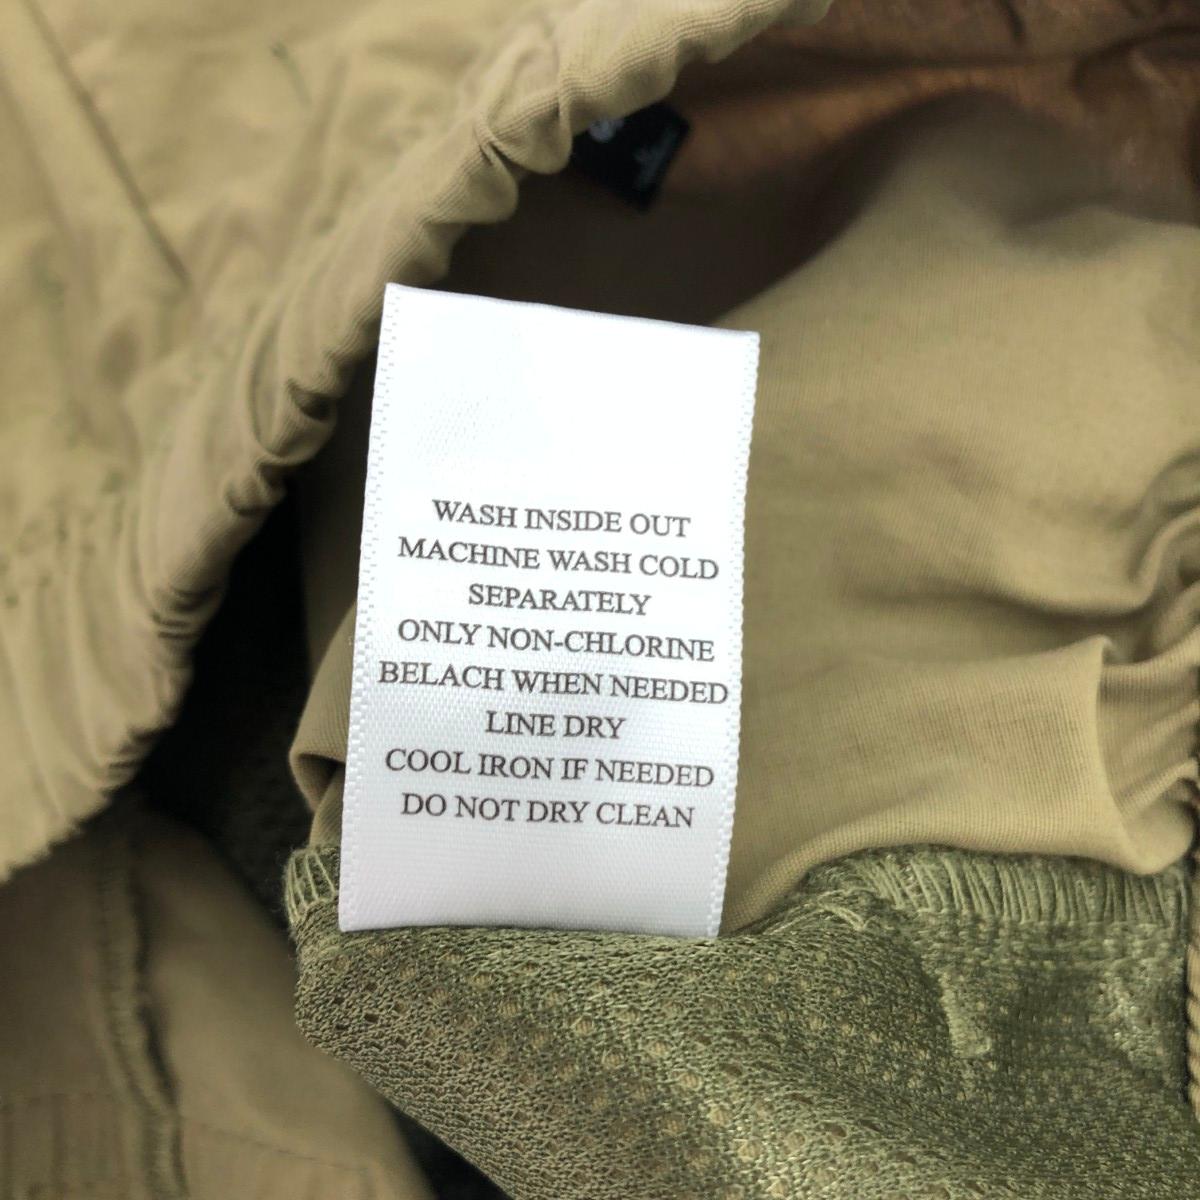 WASH INSIDE OUT
MACHINE WASH COLD
SEPARATELY
ONLY NON-CHLORINE
BELACH WHEN NEEDED
LINE DRY
COOL IRON IF NEEDED
DO NOT DRY CLEAN